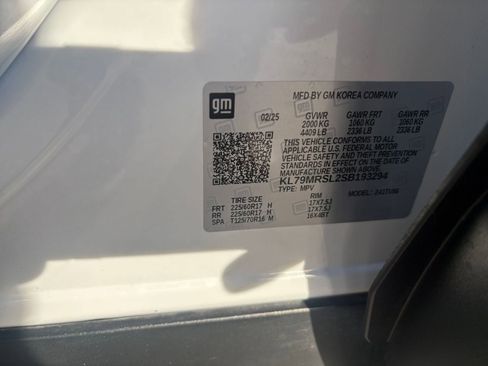 gm
MFD BY GM KOREA COMPANY
02/25 GVWR GAWR FRT GAWR RR
2000 KG 1060 KG 1060 KG
4409 LB 2336 LB 2336 LB
THIS VEHICLE CONFORMS TO ALL
APPLICABLE U.S. FEDERAL MOTOR
VEHICLE SAFETY AND THEFT PREVENTION
STANDARDS IN EFFECT ON THE DATE OF
MANUFACTURE SHOWN ABOVE.
KL79MRSL2SB193294
TYPE: MPV MODEL:
TIRE SIZE RIM
FRT 225/60R17 H 17X7.5J
RR 225/60R17 H 17X7.5J
SPA T125/70R16 M 16X4BT